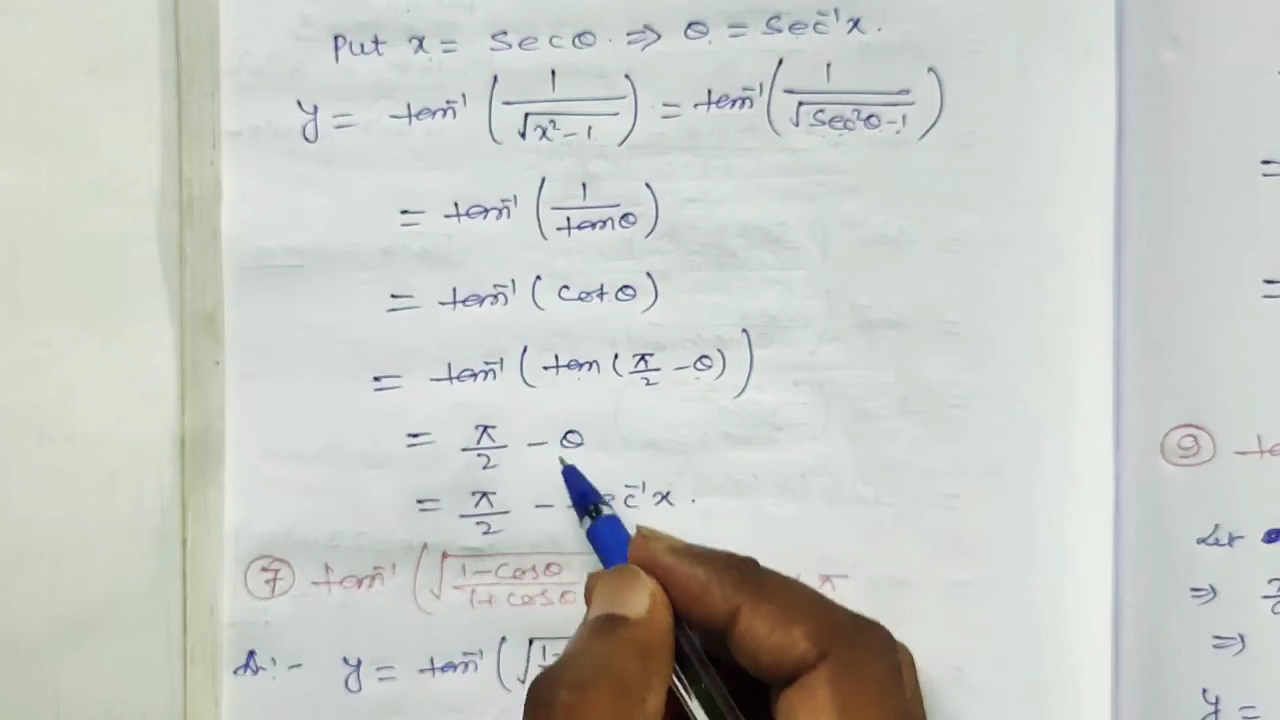 Put x = Secθ ⇒ θ = Sec⁻¹x.
y = tan⁻¹(1/√(x²-1)) = tan⁻¹(1/√(Sec²θ-1))
= tan⁻¹(1/tanθ)
= tan⁻¹(cotθ)
= tan⁻¹(tan(π/2 - θ))
= π/2 - θ
= π/2 - c⁻¹x.
⑦ tan⁻¹(√(1-cosθ/1+cosθ π
A:- y = tan⁻¹(√1-
⑨
Let
⇒
⇒
y =